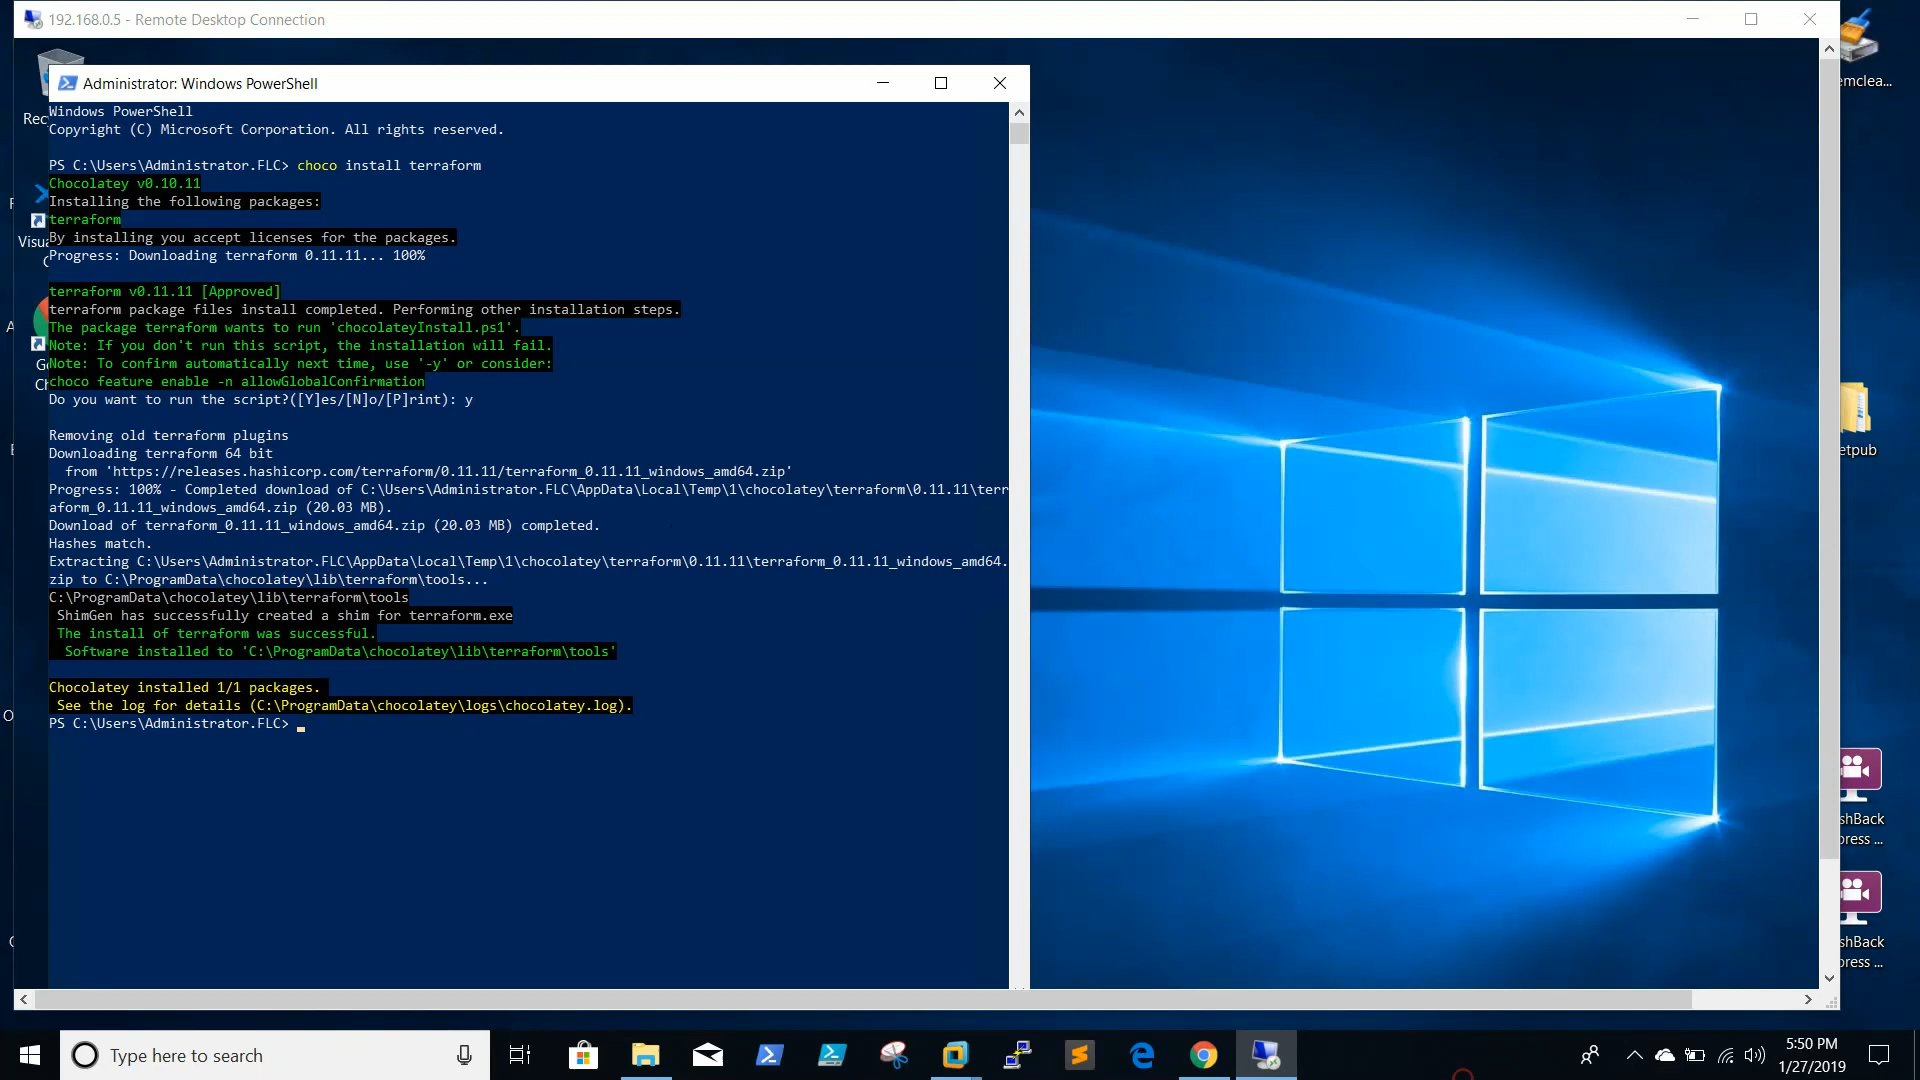 192.168.0.5 - Remote Desktop Connection
Administrator: Windows PowerShell
Windows PowerShell
Copyright (C) Microsoft Corporation. All rights reserved.
PS C:\Users\Administrator.FLC> choco install terraform
Chocolatey v0.10.11
Installing the following packages:
terraform
By installing you accept licenses for the packages.
Progress: Downloading terraform 0.11.11... 100%
terraform v0.11.11 [Approved]
terraform package files install completed. Performing other installation steps.
The package terraform wants to run 'chocolateyInstall.ps1'.
Note: If you don't run this script, the installation will fail.
Note: To confirm automatically next time, use '-y' or consider:
choco feature enable -n allowGlobalConfirmation
Do you want to run the script?([Y]es/[N]o/[P]rint): y
Removing old terraform plugins
Downloading terraform 64 bit
from 'https://releases.hashicorp.com/terraform/0.11.11/terraform_0.11.11_windows_amd64.zip'
Progress: 100% - Completed download of C:\Users\Administrator.FLC\AppData\Local\Temp\1\chocolatey\terraform\0.11.11\terr
aform_0.11.11_windows_amd64.zip (20.03 MB).
Download of terraform_0.11.11_windows_amd64.zip (20.03 MB) completed.
Hashes match.
Extracting C:\Users\Administrator.FLC\AppData\Local\Temp\1\chocolatey\terraform\0.11.11\terraform_0.11.11_windows_amd64.
zip to C:\ProgramData\chocolatey\lib\terraform\tools...
C:\ProgramData\chocolatey\lib\terraform\tools
ShimGen has successfully created a shim for terraform.exe
The install of terraform was successful.
Software installed to 'C:\ProgramData\chocolatey\lib\terraform\tools'
Chocolatey installed 1/1 packages.
See the log for details (C:\ProgramData\chocolatey\logs\chocolatey.log).
PS C:\Users\Administrator.FLC>
Rec
Visua
C
Go
Ch
emclea...
etpub
shBack
press ...
shBack
press ...
Type here to search
5:50 PM
1/27/2019